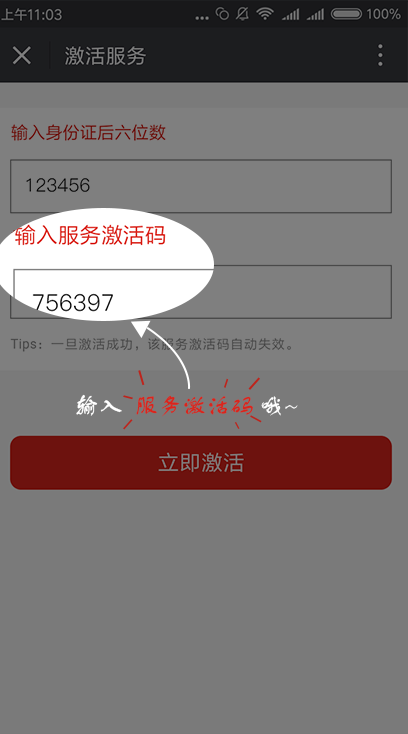 上午11:03
100%
激活服务
输入身份证后六位数
123456
输入服务激活码
756397
Tips：一旦激活成功，该服务激活码自动失效。
输入 服务激活码 哦~
立即激活